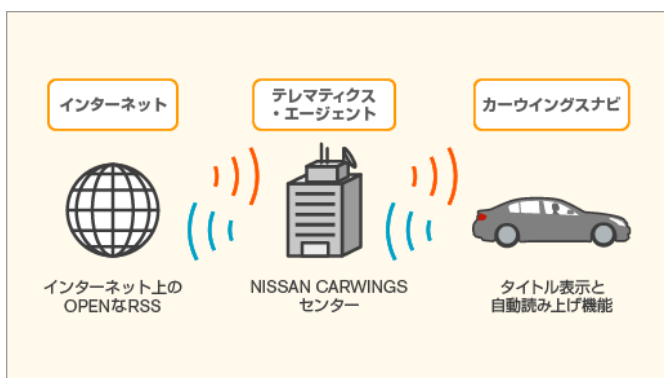 インターネット
テレマティクス
・エージェント
カーウイングスナビ
インターネット上の
OPENなRSS
NISSAN CARWINGS
センター
タイトル表示と
自動読み上げ機能